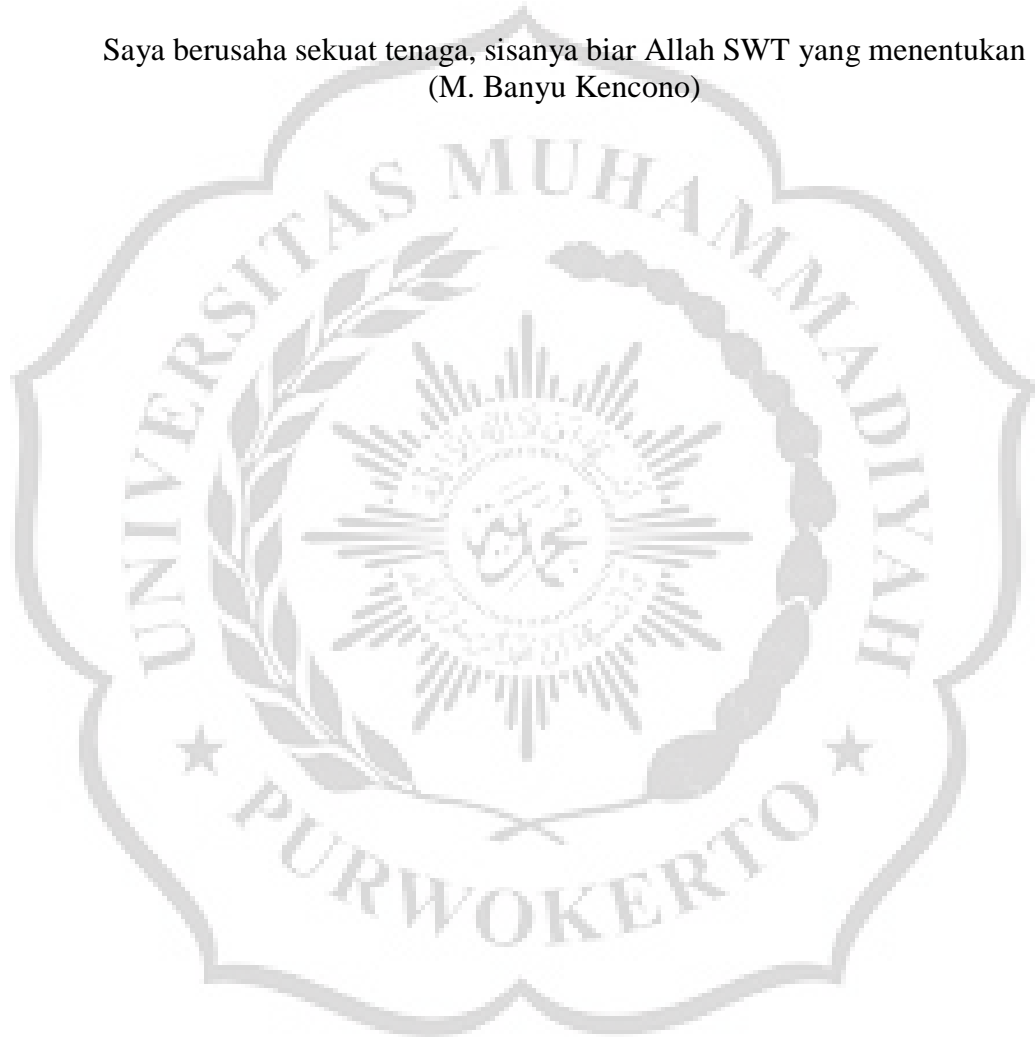 Saya berusaha sekuat tenaga, sisanya biar Allah SWT yang menentukan
(M. Banyu Kencono)
UNIVERSITAS MUHAMMADIYAH
PURWOKERTO